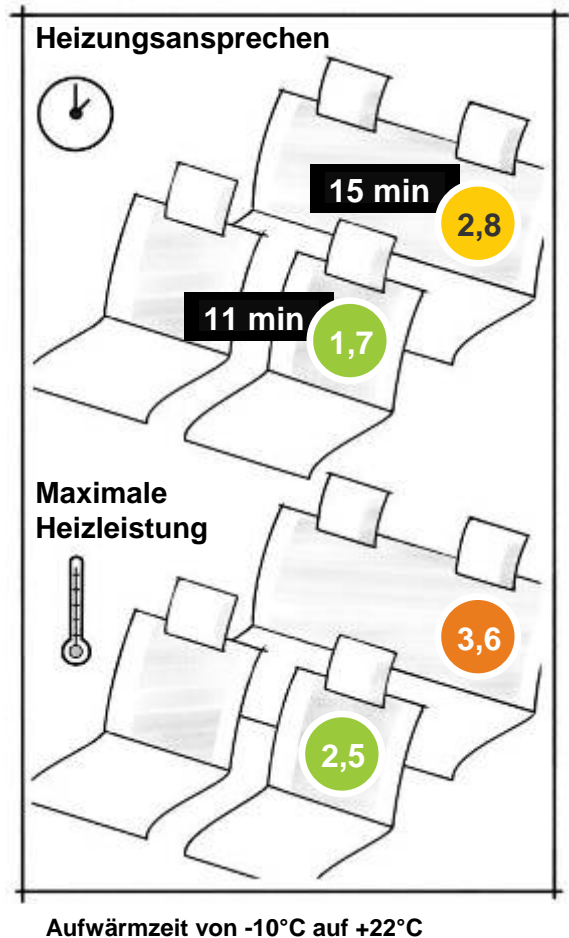 Heizungsansprechen
15 min
2,8
11 min
1,7
Maximale
Heizleistung
3,6
2,5
Aufwärmzeit von -10°C auf +22°C